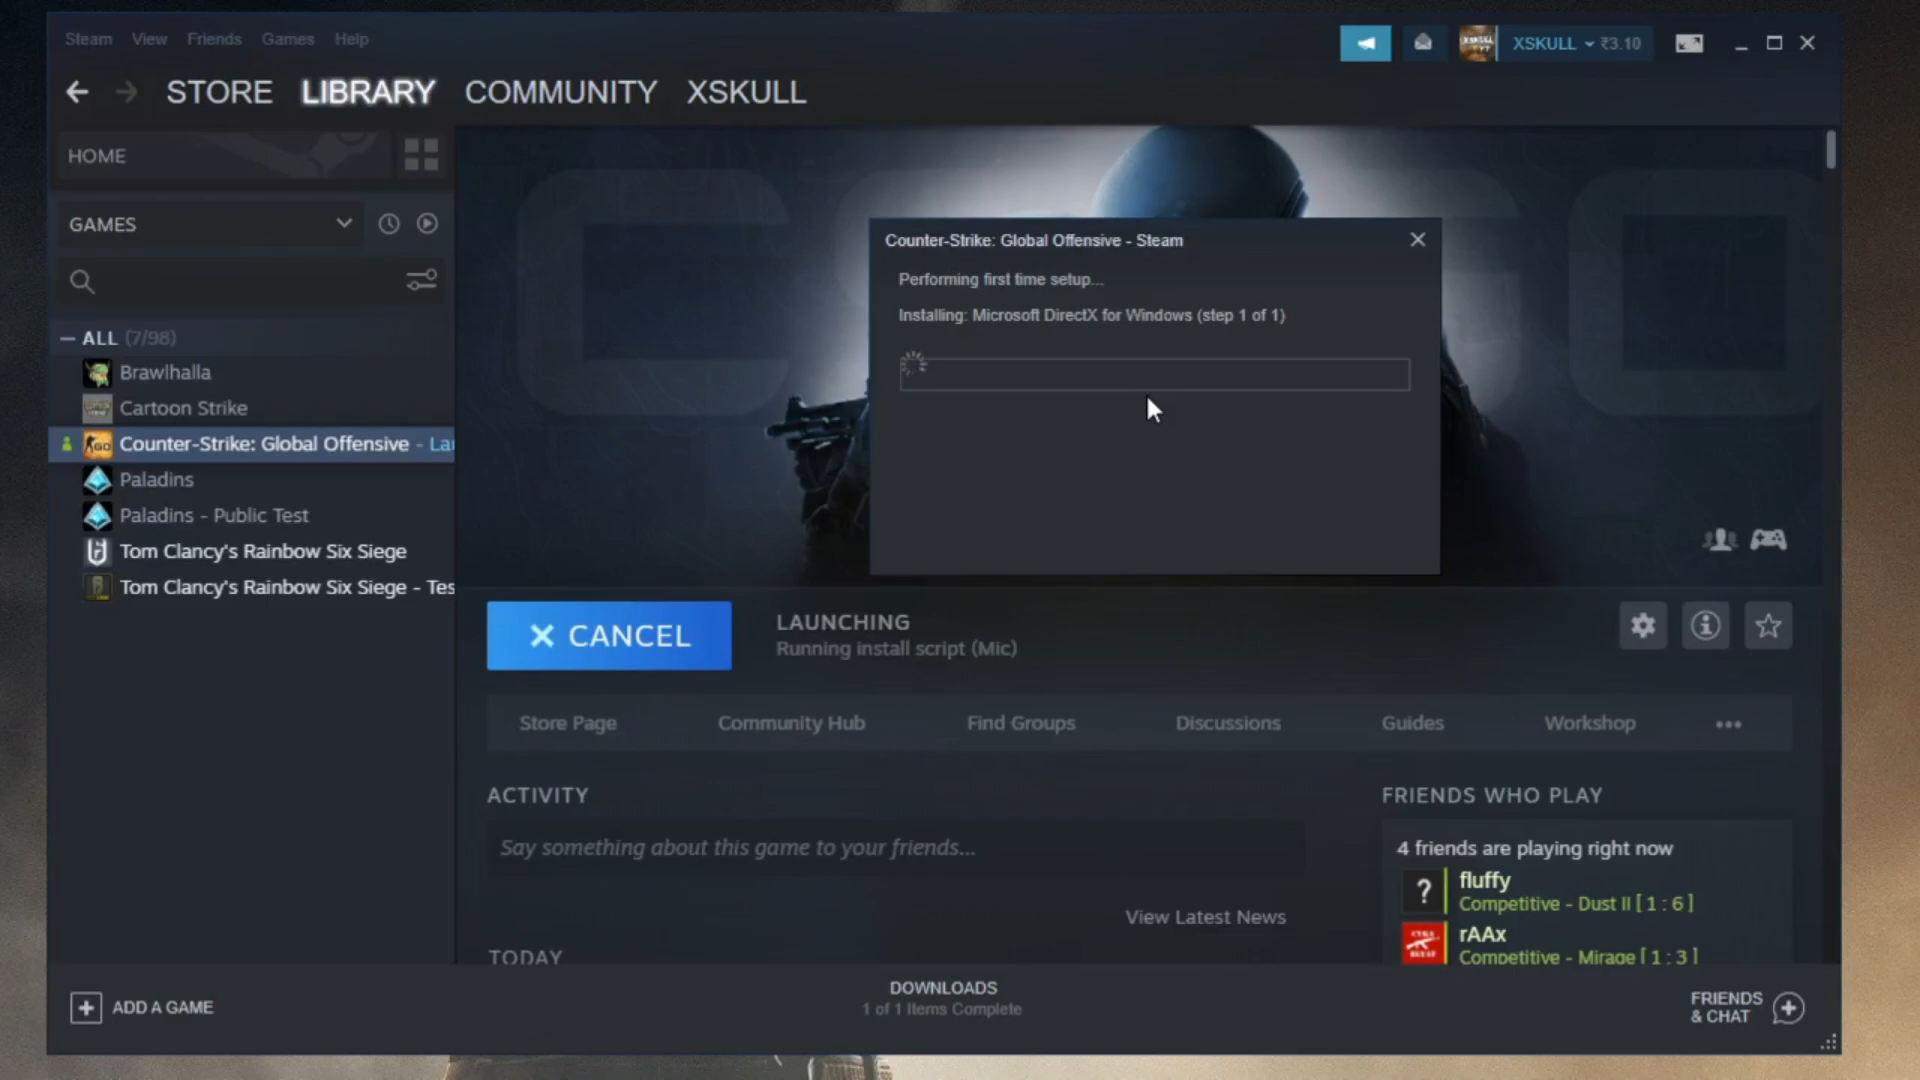 Steam View Friends Games Help
XSKULL ₹3.10
STORE LIBRARY COMMUNITY XSKULL
HOME
GAMES
ALL (7/98)
Brawlhalla
Cartoon Strike
Counter-Strike: Global Offensive - Lau
Paladins
Paladins - Public Test
Tom Clancy's Rainbow Six Siege
Tom Clancy's Rainbow Six Siege - Tes
Counter-Strike: Global Offensive - Steam
Performing first time setup...
Installing: Microsoft DirectX for Windows (step 1 of 1)
CANCEL
LAUNCHING
Running install script (Mic)
Store Page Community Hub Find Groups Discussions Guides Workshop
ACTIVITY
Say something about this game to your friends...
View Latest News
TODAY
FRIENDS WHO PLAY
4 friends are playing right now
fluffy
Competitive - Dust II [ 1 : 6 ]
rAAx
Competitive - Mirage [ 1 : 3 ]
ADD A GAME
DOWNLOADS
1 of 1 Items Complete
FRIENDS
& CHAT